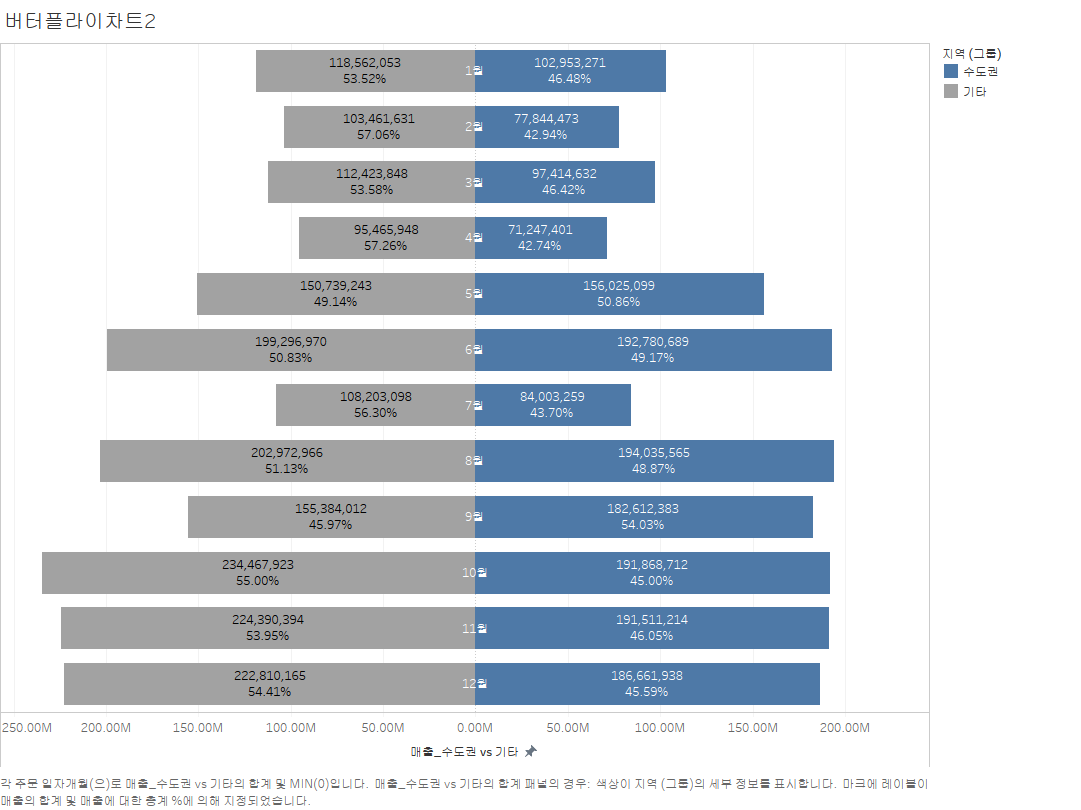 버터플라이차트2
지역 (그룹)
수도권
기타
118,562,053
53.52%
1월
102,953,271
46.48%
103,461,631
57.06%
2월
77,844,473
42.94%
112,423,848
53.58%
3월
97,414,632
46.42%
95,465,948
57.26%
4월
71,247,401
42.74%
150,739,243
49.14%
5월
156,025,099
50.86%
199,296,970
50.83%
6월
192,780,689
49.17%
108,203,098
56.30%
7월
84,003,259
43.70%
202,972,966
51.13%
8월
194,035,565
48.87%
155,384,012
45.97%
9월
182,612,383
54.03%
234,467,923
55.00%
10월
191,868,712
45.00%
224,390,394
53.95%
11월
191,511,214
46.05%
222,810,165
54.41%
12월
186,661,938
45.59%
250.00M 200.00M 150.00M 100.00M 50.00M 0.00M 50.00M 100.00M 150.00M 200.00M
매출_수도권 vs 기타
각 주문 일자개월(으)로 매출_수도권 vs 기타의 합계 및 MIN(0)입니다. 매출_수도권 vs 기타의 합계 패널의 경우: 색상이 지역 (그룹)의 세부 정보를 표시합니다. 마크에 레이블이
매출의 합계 및 매출에 대한 총계 %에 의해 지정되었습니다.